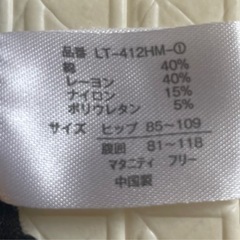 品番 LT-412HM-①
綿 40%
レーヨン 40%
ナイロン 15%
ポリウレタン 5%
サイズ ヒップ 85〜109
腹囲 81〜118
マタニティ フリー
中国製